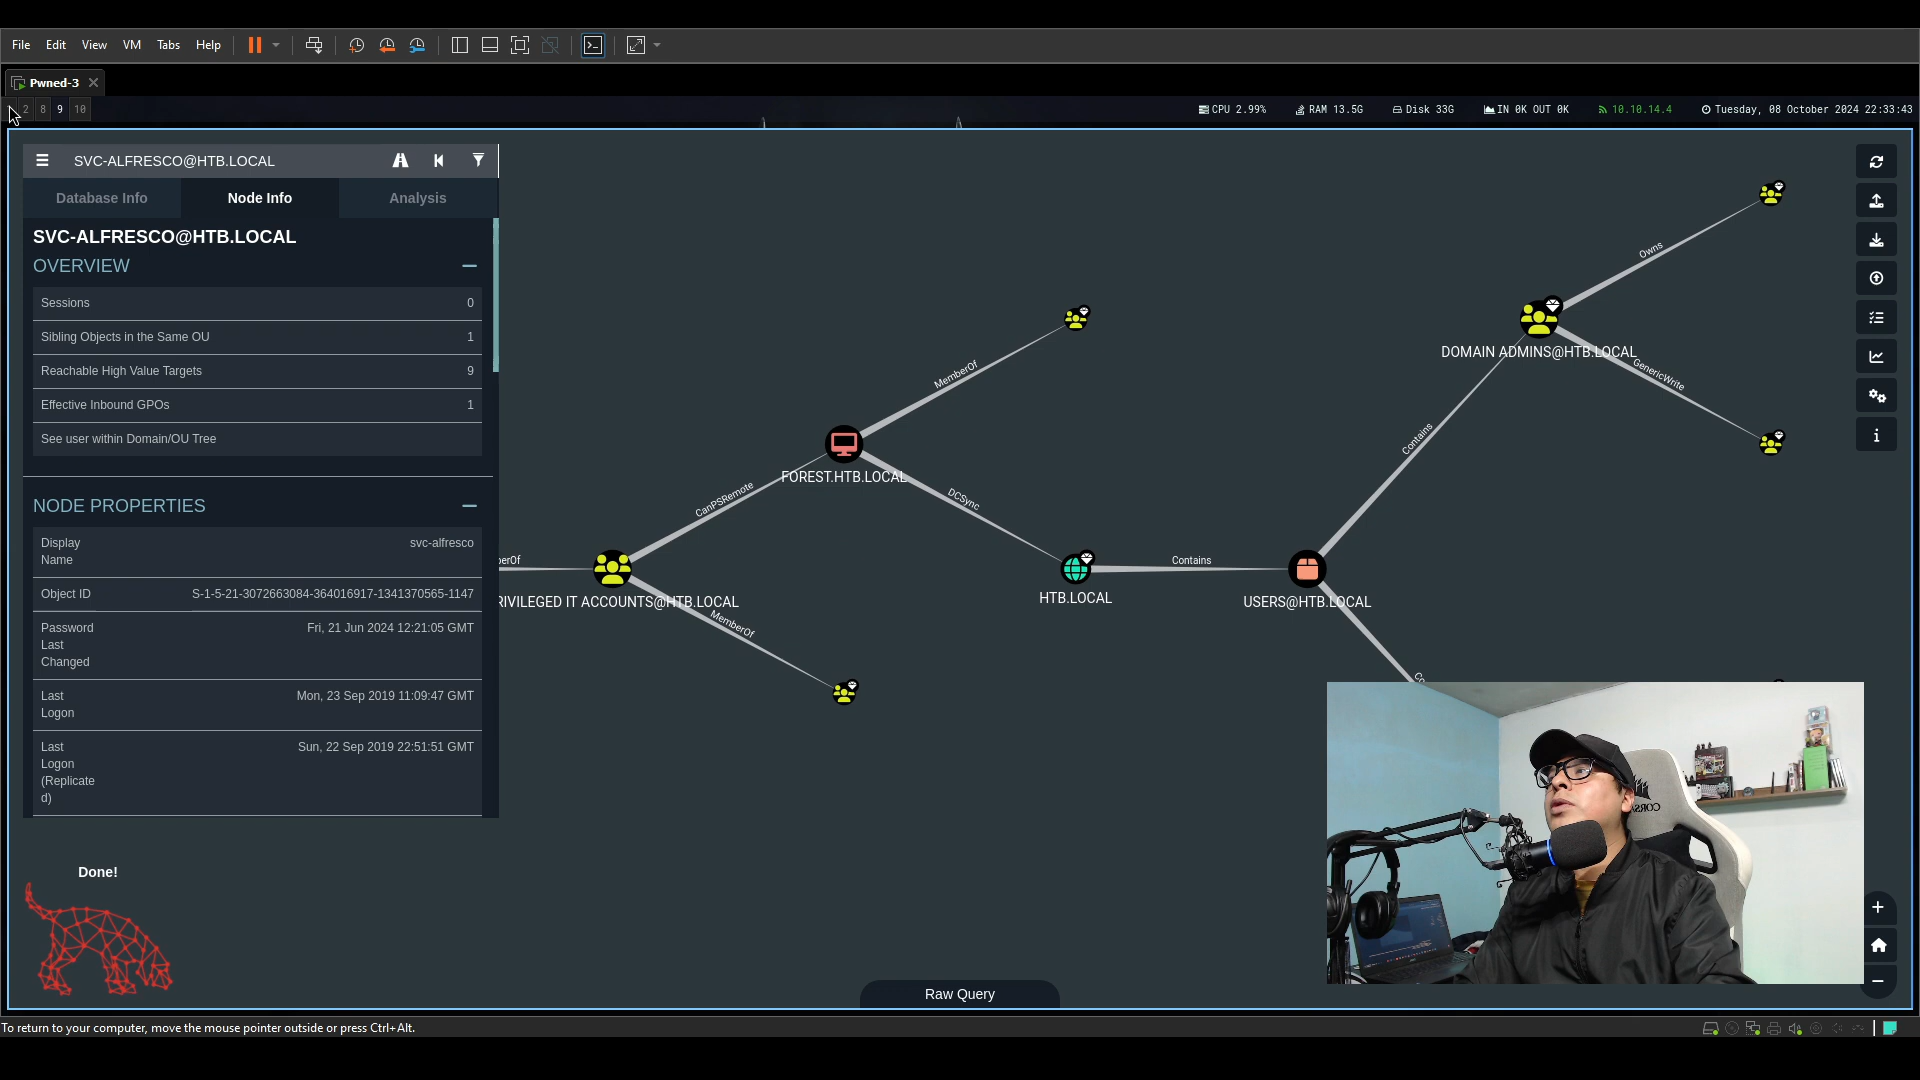 File Edit View VM Tabs Help
Pwned-3
2 8 9 10
CPU 2.99% RAM 13.5G Disk 33G IN 0K OUT 0K 10.10.14.4 Tuesday, 08 October 2024 22:33:43
SVC-ALFRESCO@HTB.LOCAL
Database Info Node Info Analysis
SVC-ALFRESCO@HTB.LOCAL
OVERVIEW
Sessions 0
Sibling Objects in the Same OU 1
Reachable High Value Targets 9
Effective Inbound GPOs 1
See user within Domain/OU Tree
NODE PROPERTIES
Display Name svc-alfresco
Object ID S-1-5-21-3072663084-364016917-1341370565-1147
Password Last Changed Fri, 21 Jun 2024 12:21:05 GMT
Last Logon Mon, 23 Sep 2019 11:09:47 GMT
Last Logon (Replicated) Sun, 22 Sep 2019 22:51:51 GMT
Done!
berOf
RIVILEGED IT ACCOUNTS@HTB.LOCAL
CanPSRemote
MemberOf
FOREST.HTB.LOCAL
MemberOf
DCSync
HTB.LOCAL
Contains
USERS@HTB.LOCAL
Contains
Co
DOMAIN ADMINS@HTB.LOCAL
Owns
GenericWrite
CORSA
Raw Query
To return to your computer, move the mouse pointer outside or press Ctrl+Alt.